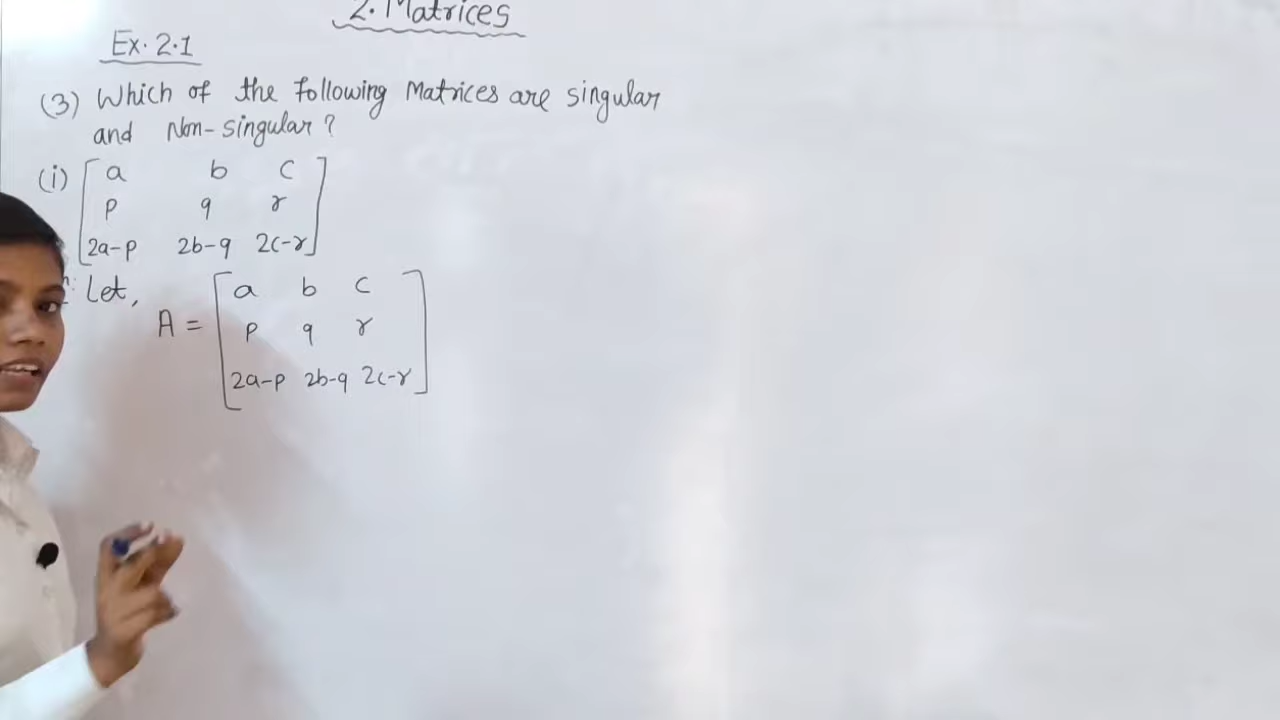 2. Matrices
Ex. 2.1
(3) Which of the following Matrices are singular
and Non-singular?
(i) [ a b c
p q r
2a-p 2b-q 2c-r ]
Let,
A = [ a b c
p q r
2a-p 2b-q 2c-r ]